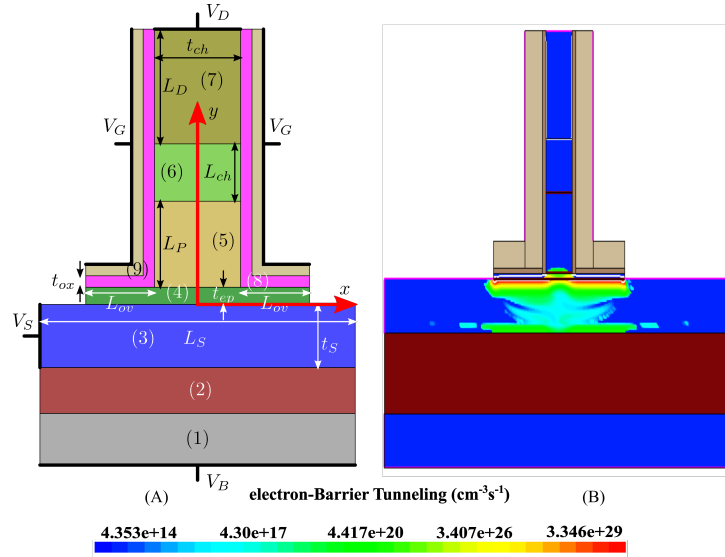 V_D
t_ch
(7)
L_D
y
V_G
V_G
(6)
L_ch
L_P
(5)
(9)
t_ox
(8)
(4)
t_ep
x
L_ov
L_ov
V_S
(3)
L_S
t_S
(2)
(1)
V_B
(A)
(B)
electron-Barrier Tunneling (cm⁻³s⁻¹)
4.353e+14 4.30e+17 4.417e+20 3.407e+26 3.346e+29